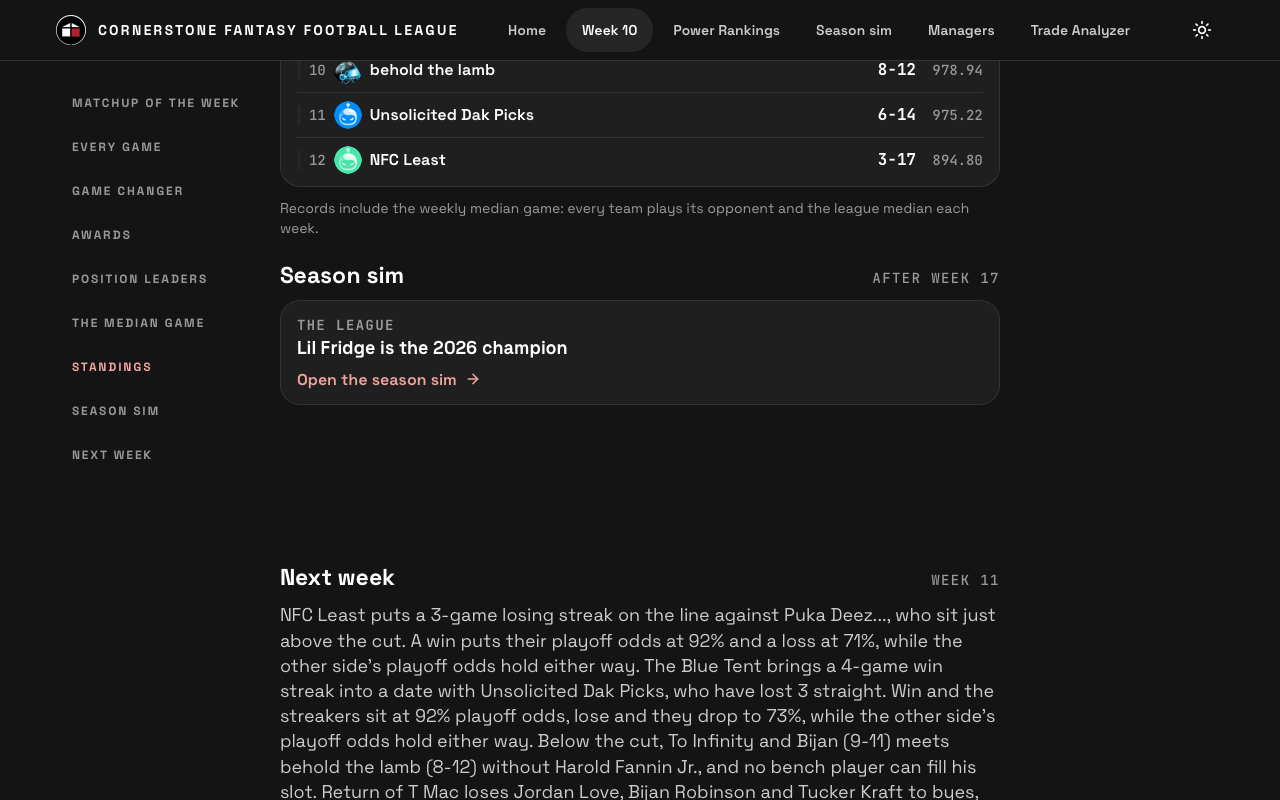 CORNERSTONE FANTASY FOOTBALL LEAGUE
Home
Week 10
Power Rankings
Season sim
Managers
Trade Analyzer
MATCHUP OF THE WEEK
EVERY GAME
GAME CHANGER
AWARDS
POSITION LEADERS
THE MEDIAN GAME
STANDINGS
SEASON SIM
NEXT WEEK
10 behold the lamb 8-12 978.94
11 Unsolicited Dak Picks 6-14 975.22
12 NFC Least 3-17 894.80
Records include the weekly median game: every team plays its opponent and the league median each
week.
Season sim AFTER WEEK 17
THE LEAGUE
Lil Fridge is the 2026 champion
Open the season sim →
Next week WEEK 11
NFC Least puts a 3-game losing streak on the line against Puka Deez..., who sit just
above the cut. A win puts their playoff odds at 92% and a loss at 71%, while the
other side's playoff odds hold either way. The Blue Tent brings a 4-game win
streak into a date with Unsolicited Dak Picks, who have lost 3 straight. Win and the
streakers sit at 92% playoff odds, lose and they drop to 73%, while the other side's
playoff odds hold either way. Below the cut, To Infinity and Bijan (9-11) meets
behold the lamb (8-12) without Harold Fannin Jr., and no bench player can fill his
slot. Return of T Mac loses Jordan Love, Bijan Robinson and Tucker Kraft to byes,